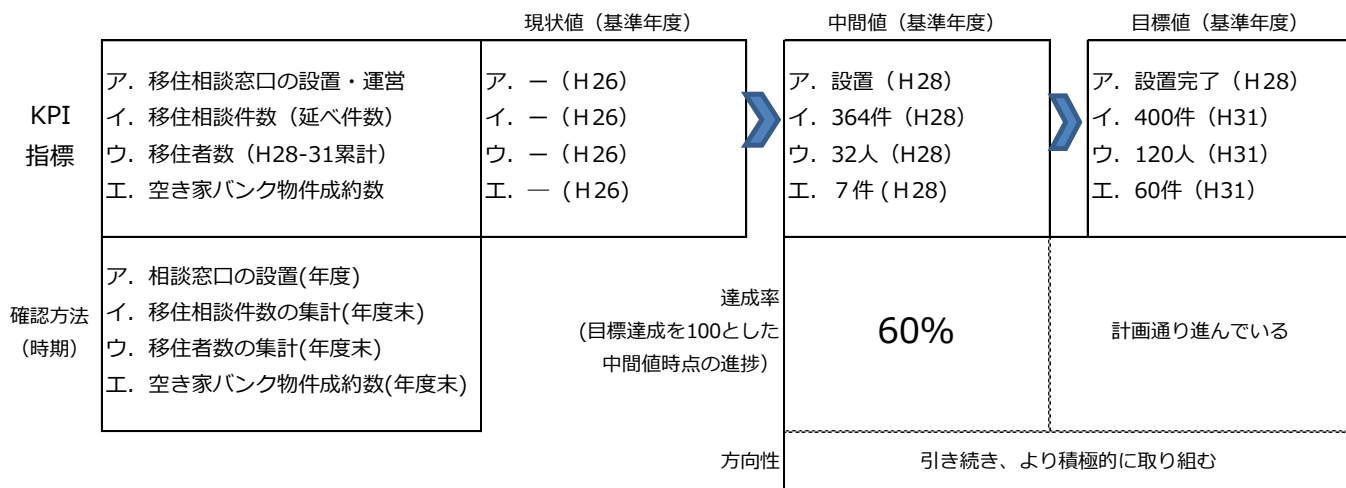 現状値（基準年度）
中間値（基準年度）
目標値（基準年度）
KPI
指標
ア．移住相談窓口の設置・運営
イ．移住相談件数（延べ件数）
ウ．移住者数（H28-31累計）
エ．空き家バンク物件成約数
ア．ー（Ｈ26）
イ．ー（Ｈ26）
ウ．ー（Ｈ26）
エ．―（Ｈ26）
ア．設置（Ｈ28）
イ．364件（Ｈ28）
ウ．32人（Ｈ28）
エ．７件（Ｈ28）
ア．設置完了（Ｈ28）
イ．400件（H31）
ウ．120人（H31）
エ．60件（H31）
確認方法
（時期）
ア．相談窓口の設置(年度)
イ．移住相談件数の集計(年度末)
ウ．移住者数の集計(年度末)
エ．空き家バンク物件成約数(年度末)
達成率
(目標達成を100とした
中間値時点の進捗）
60%
計画通り進んでいる
方向性
引き続き、より積極的に取り組む